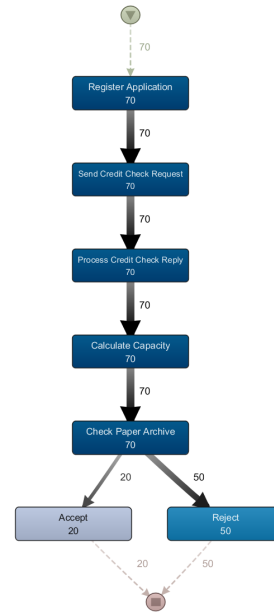 70
Register Application
70
70
Send Credit Check Request
70
70
Process Credit Check Reply
70
70
Calculate Capacity
70
70
Check Paper Archive
70
20
50
Accept
20
Reject
50
20
50